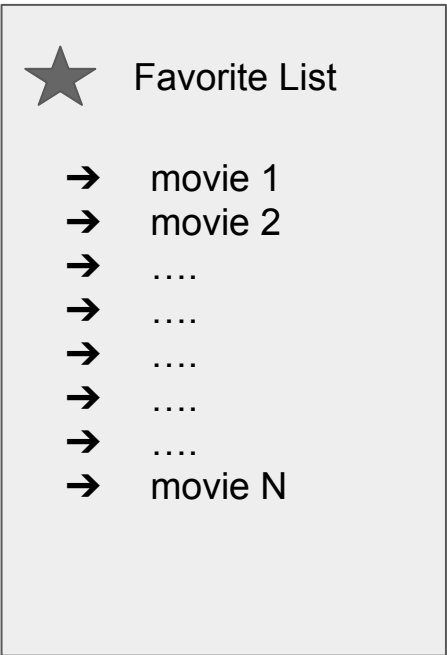 Favorite List
➔ movie 1
➔ movie 2
➔ ….
➔ ….
➔ ….
➔ ….
➔ ….
➔ movie N